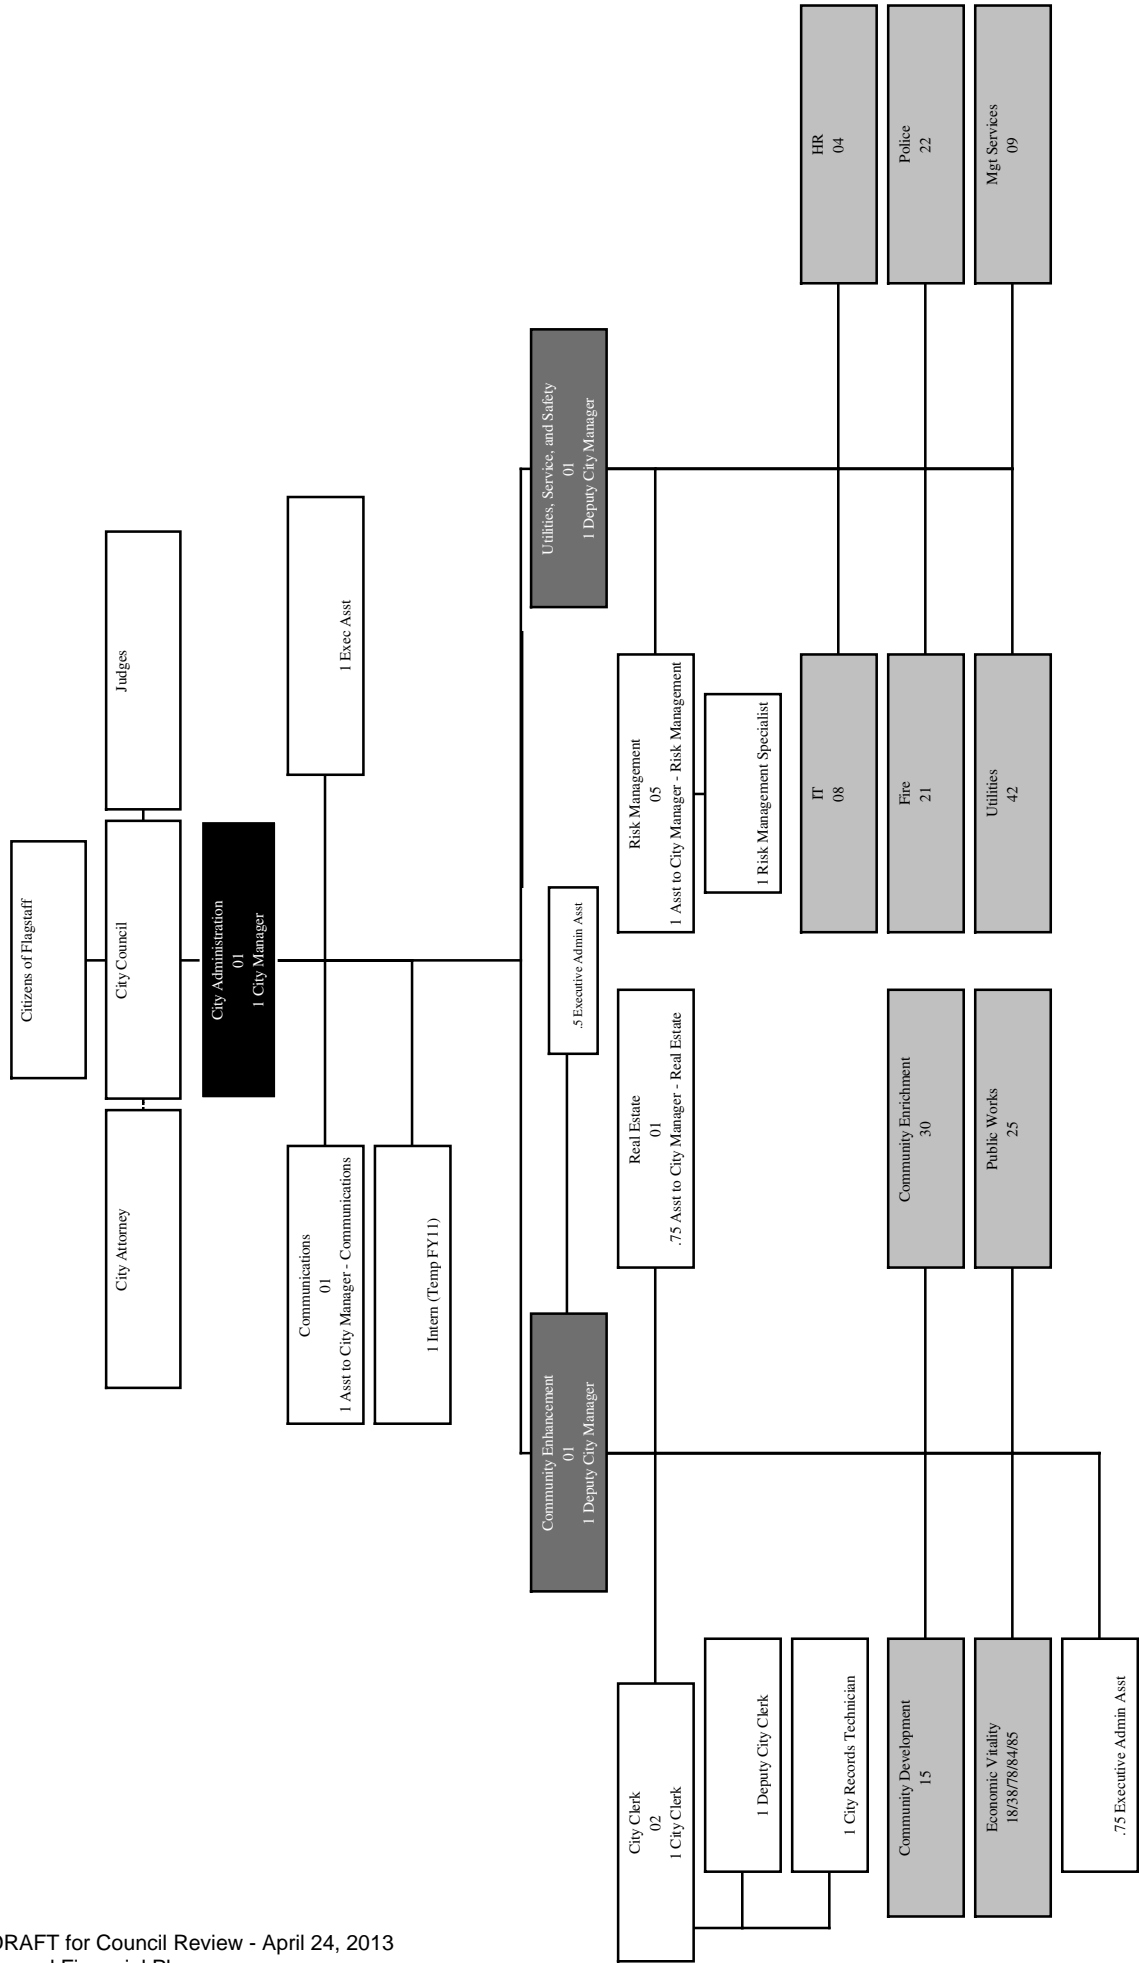 Citizens of Flagstaff
City Attorney
City Council
Judges
City Administration
01
1 City Manager
Communications
01
1 Asst to City Manager - Communications
1 Exec Asst
1 Intern (Temp FY11)
Community Enhancement
01
1 Deputy City Manager
Utilities, Service, and Safety
01
1 Deputy City Manager
.5 Executive Admin Asst
City Clerk
02
1 City Clerk
Real Estate
01
.75 Asst to City Manager - Real Estate
Risk Management
05
1 Asst to City Manager - Risk Management
1 Deputy City Clerk
1 Risk Management Specialist
1 City Records Technician
IT
08
HR
04
Community Development
15
Community Enrichment
30
Fire
21
Police
22
Economic Vitality
18/38/78/84/85
Public Works
25
Utilities
42
Mgt Services
09
.75 Executive Admin Asst
DRAFT for Council Review - April 24, 2013